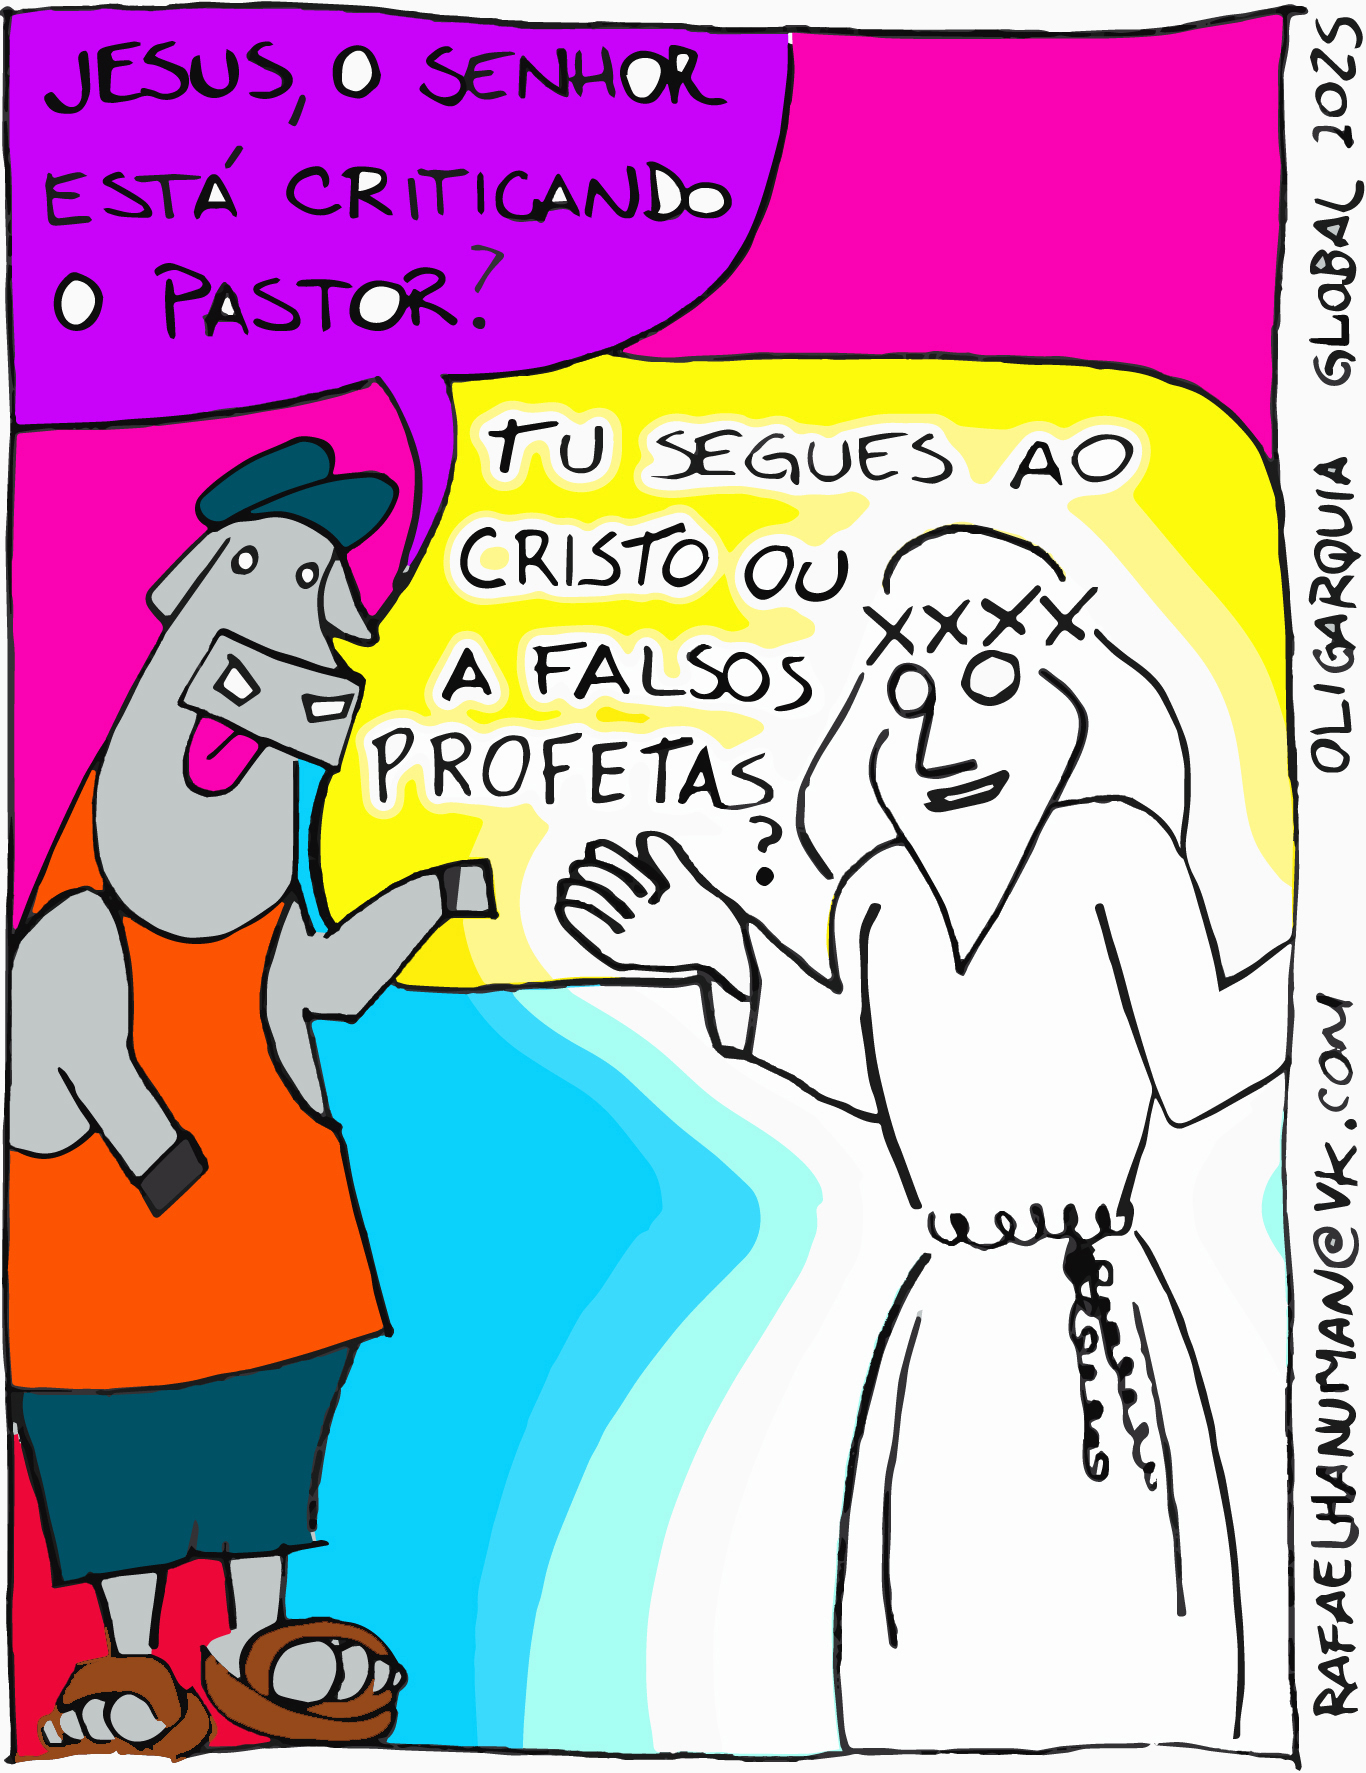 JESUS, O SENHOR
ESTÁ CRITICANDO
O PASTOR?
TU SEGUES AO
CRISTO OU
A FALSOS
PROFETAS
?
RAFAELHANUMAN@VK.COM OLIGARQUIA GLOBAL 2025